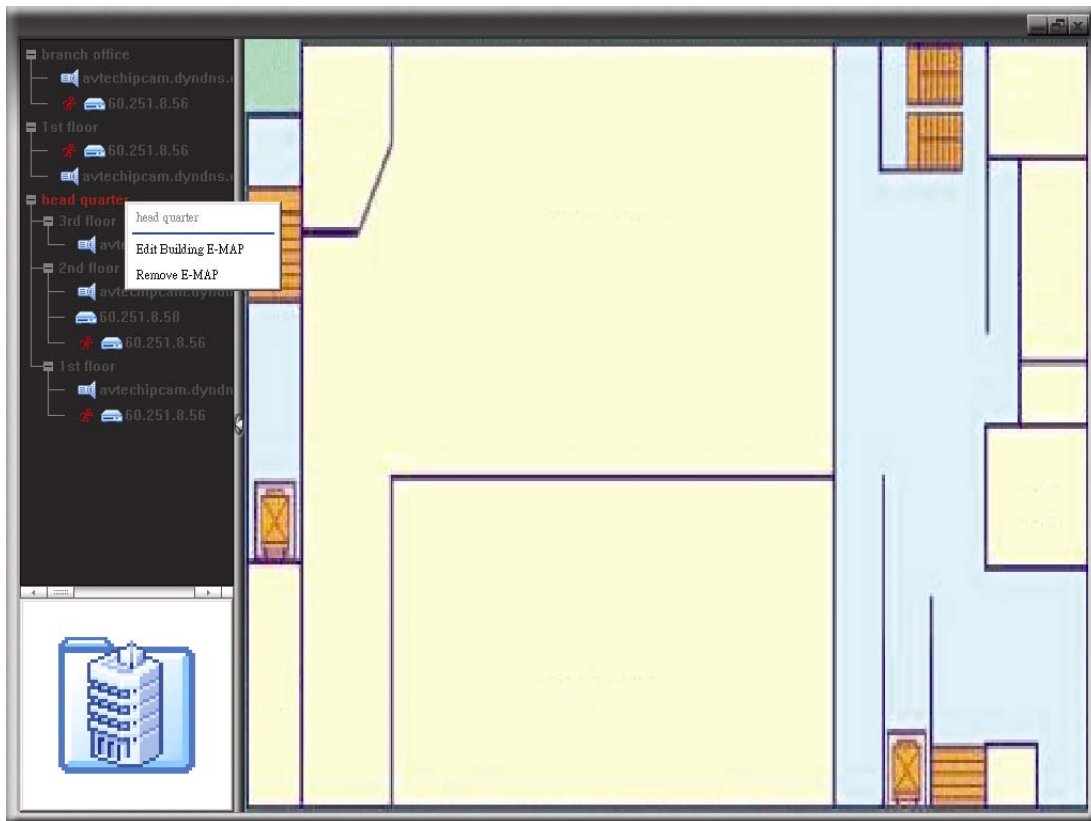 branch office
avtechipcam.dyndns.
60.251.8.56
1st floor
60.251.8.56
avtechipcam.dyndns.
head quarter
head quarter
Edit Building E-MAP
Remove E-MAP
3rd floor
2nd floor
avtechipcam.dyndn
60.251.8.58
60.251.8.56
1st floor
avtechipcam.dyndn
60.251.8.56